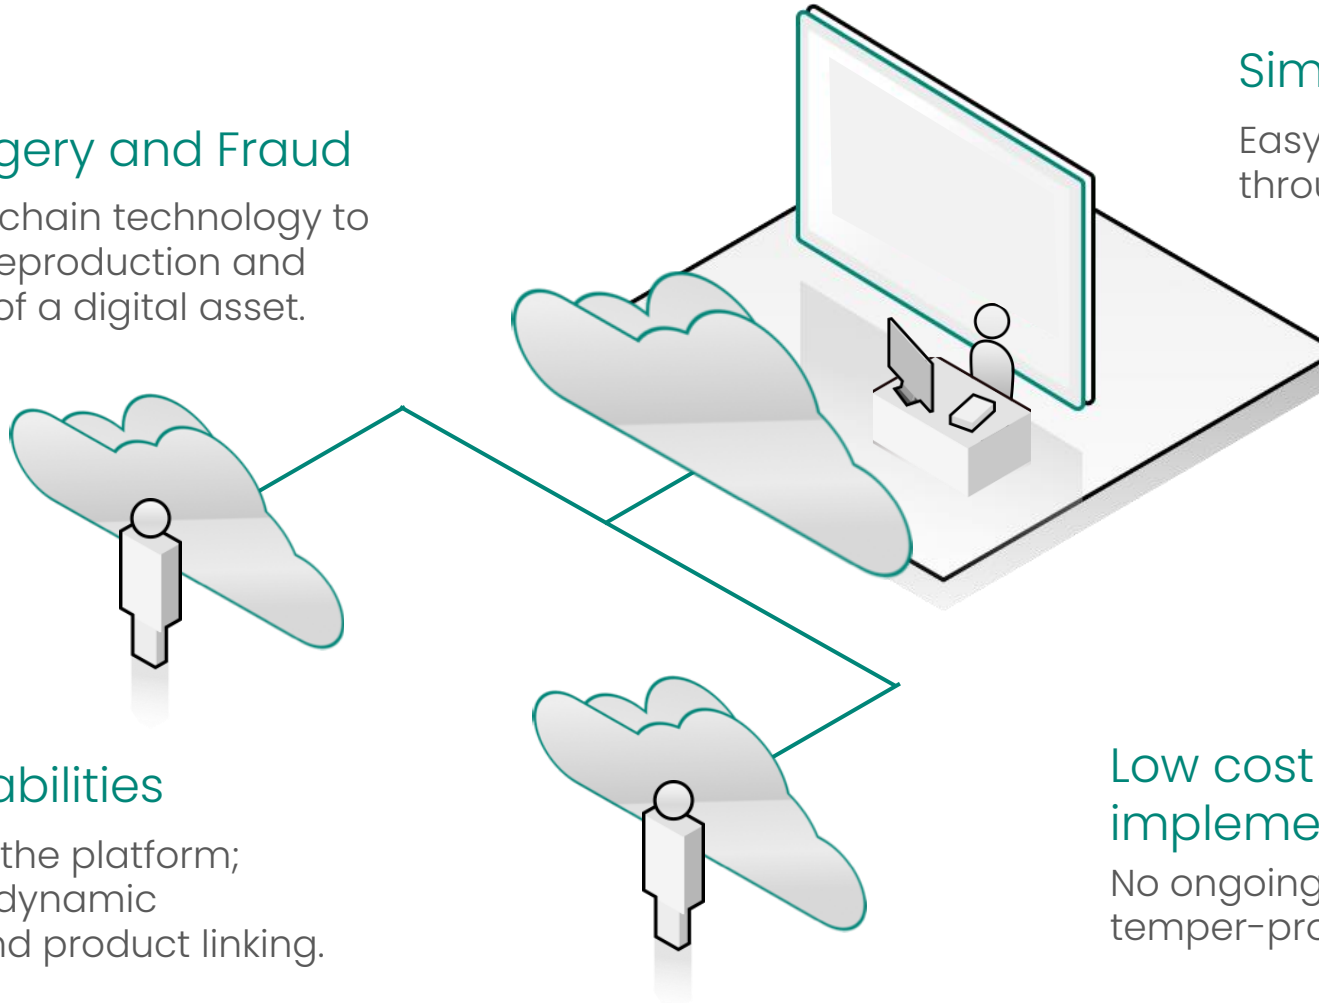 gery and Fraud
chain technology to
eproduction and
of a digital asset.
Sim
Easy
throu
abilities
the platform;
dynamic
nd product linking.
Low cost
impleme
No ongoing
temper-pro